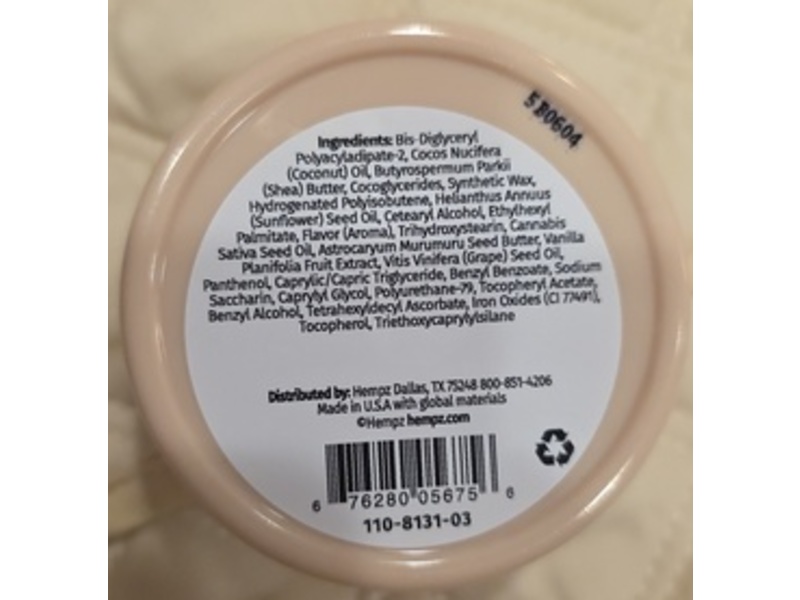 5B0604
Ingredients: Bis-Diglyceryl
Polyacyladipate-2, Cocos Nucifera
(Coconut) Oil, Butyrospermum Parkii
(Shea) Butter, Cocoglycerides, Synthetic Wax,
Hydrogenated Polyisobutene, Helianthus Annuus
(Sunflower) Seed Oil, Cetearyl Alcohol, Ethylhexyl
Palmitate, Flavor (Aroma), Trihydroxystearin, Cannabis
Sativa Seed Oil, Astrocaryum Murumuru Seed Butter, Vanilla
Planifolia Fruit Extract, Vitis Vinifera (Grape) Seed Oil,
Panthenol, Caprylic/Capric Triglyceride, Benzyl Benzoate, Sodium
Saccharin, Caprylyl Glycol, Polyurethane-79, Tocopheryl Acetate,
Benzyl Alcohol, Tetrahexyldecyl Ascorbate, Iron Oxides (CI 77491),
Tocopherol, Triethoxycaprylylsilane
Distributed by: Hempz Dallas, TX 75248 800-851-4206
Made in U.S.A with global materials
©Hempz hempz.com
6 76280 05675 6
110-8131-03